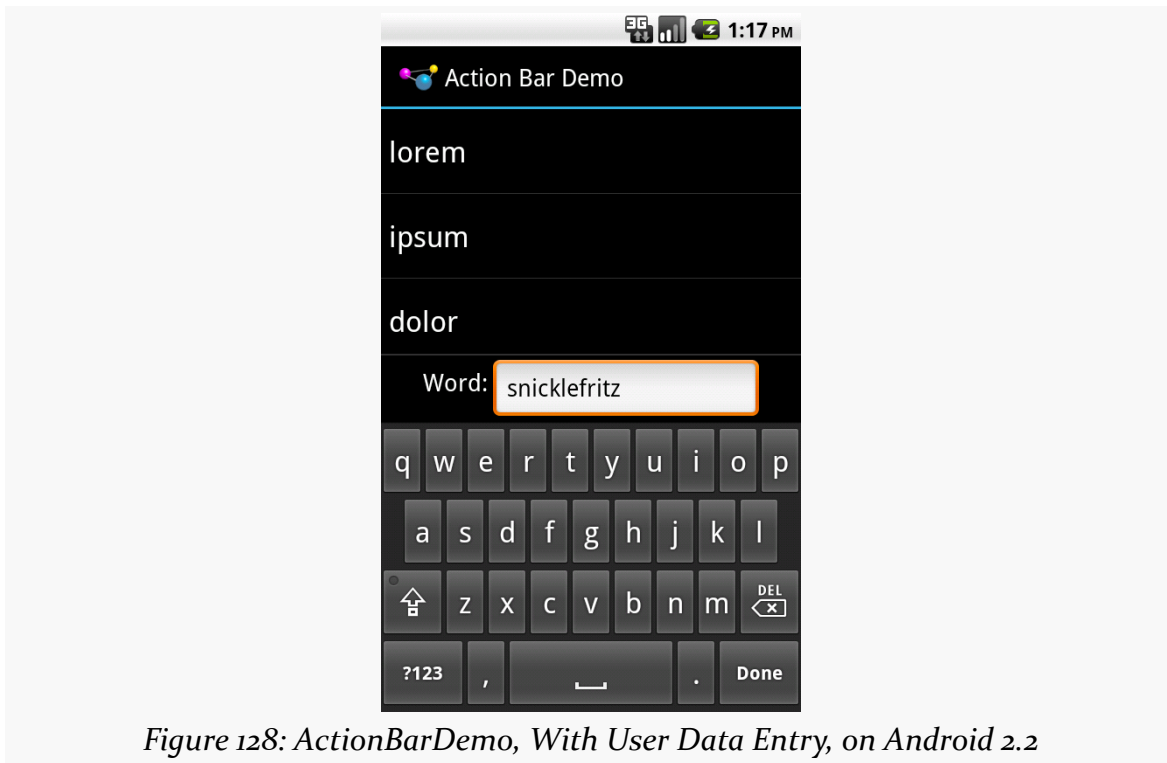 3G 1:17 PM
Action Bar Demo
lorem
ipsum
dolor
Word: snicklefritz
q w e r t y u i o p
a s d f g h j k l
z x c v b n m DEL
?123 , . Done
Figure 128: ActionBarDemo, With User Data Entry, on Android 2.2